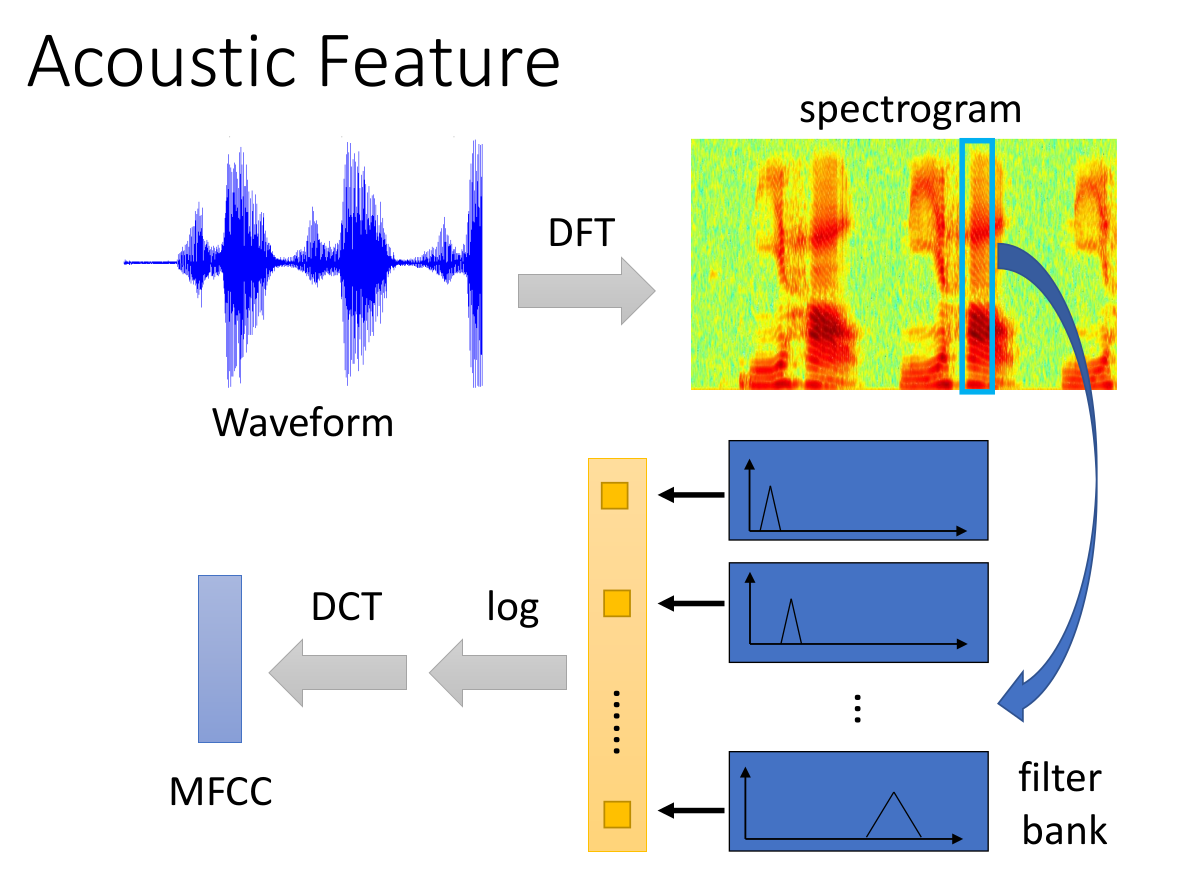 Acoustic Feature
spectrogram
DFT
Waveform
DCT
log
MFCC
filter
bank